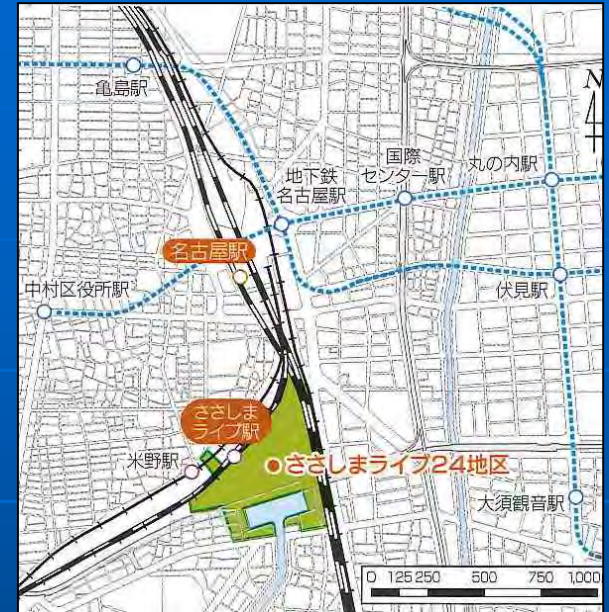 N
亀島駅
地下鉄
名古屋駅
国際
センター駅
丸の内駅
名古屋駅
中村区役所駅
伏見駅
ささしま
ライブ駅
米野駅
ささしまライブ24地区
大須観音駅
0 125 250 500 750 1,000